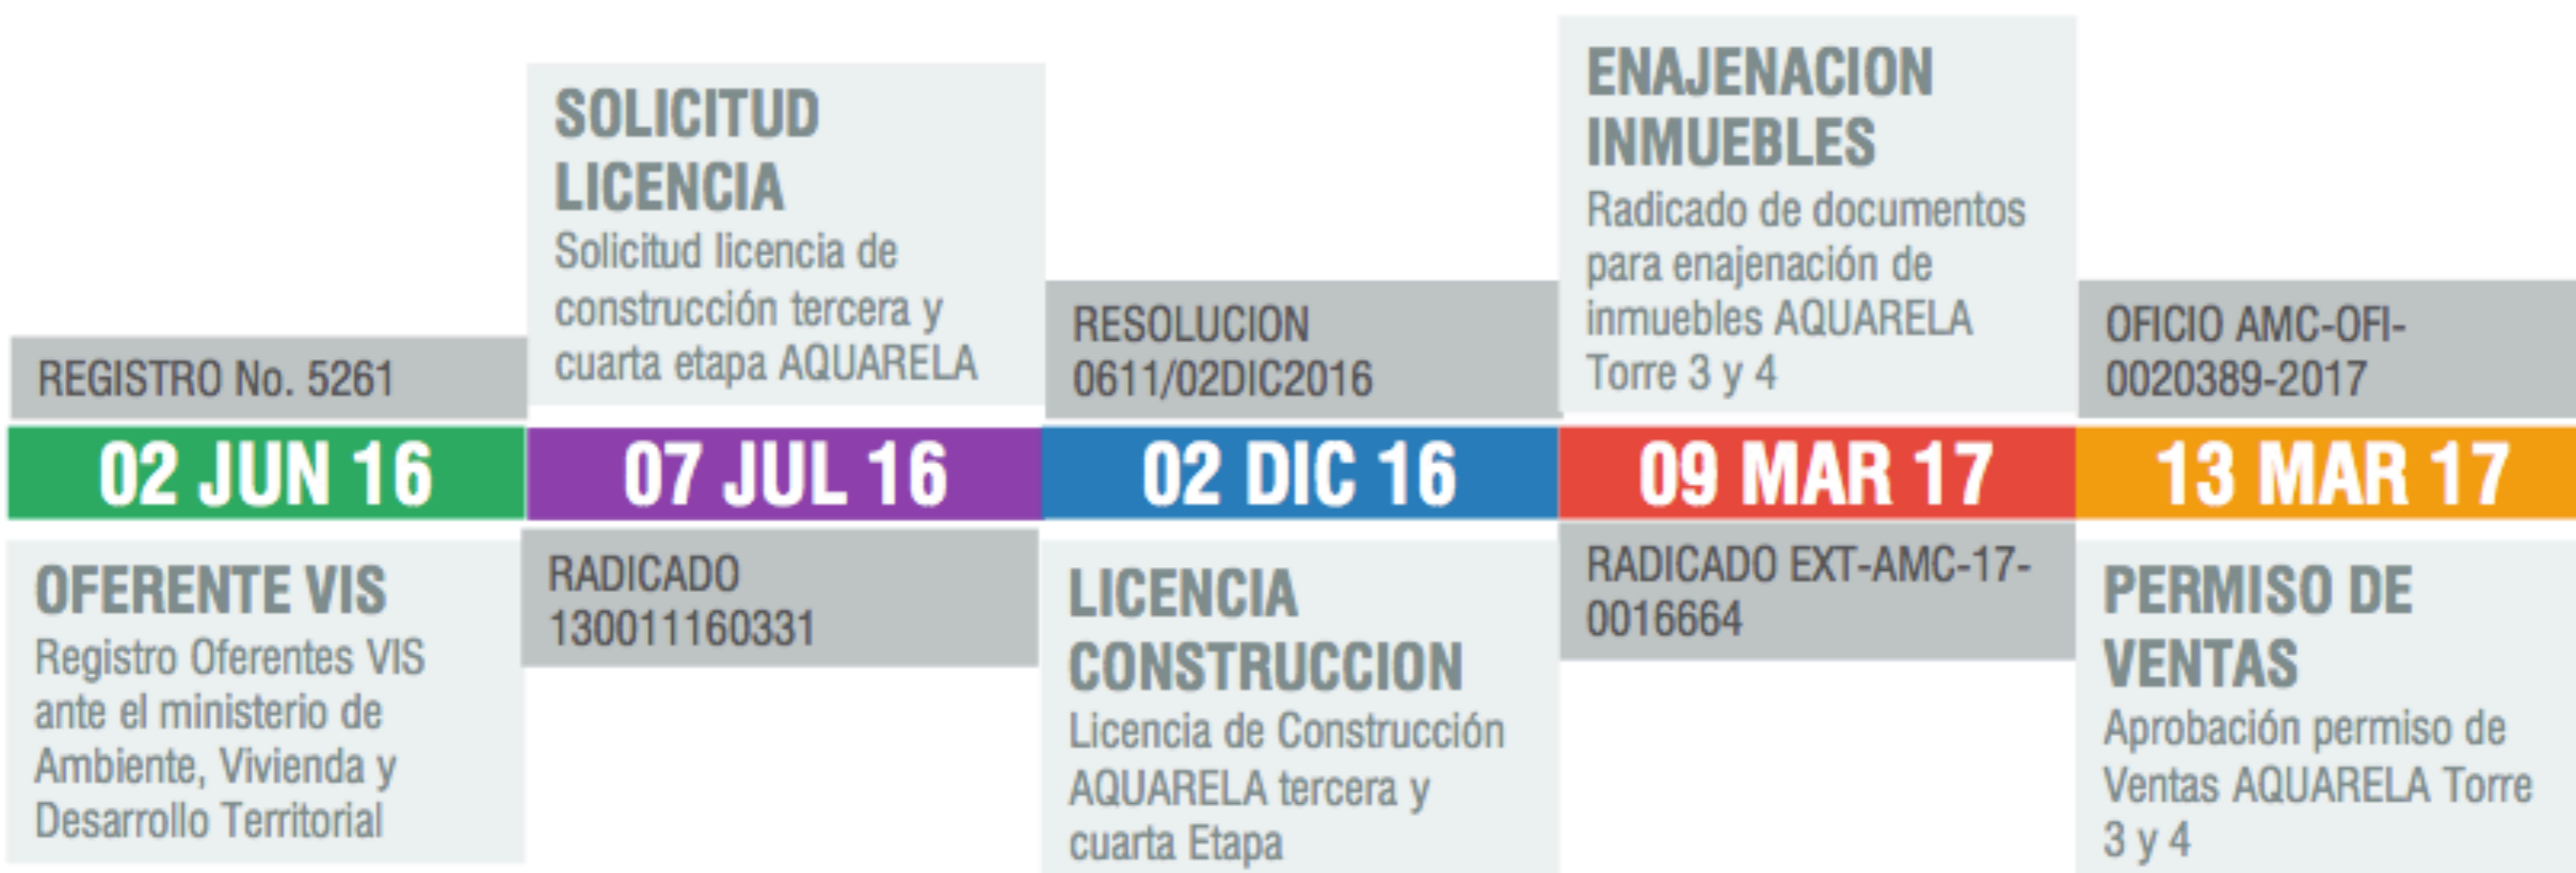 REGISTRO No. 5261
02 JUN 16
OFERENTE VIS
Registro Oferentes VIS
ante el ministerio de
Ambiente, Vivienda y
Desarrollo Territorial
SOLICITUD
LICENCIA
Solicitud licencia de
construcción tercera y
cuarta etapa AQUARELA
07 JUL 16
RADICADO
130011160331
RESOLUCION
0611/02DIC2016
02 DIC 16
LICENCIA
CONSTRUCCION
Licencia de Construcción
AQUARELA tercera y
cuarta Etapa
ENAJENACION
INMUEBLES
Radicado de documentos
para enajenación de
inmuebles AQUARELA
Torre 3 y 4
09 MAR 17
RADICADO EXT-AMC-17-
0016664
OFICIO AMC-OFI-
0020389-2017
13 MAR 17
PERMISO DE
VENTAS
Aprobación permiso de
Ventas AQUARELA Torre
3 y 4